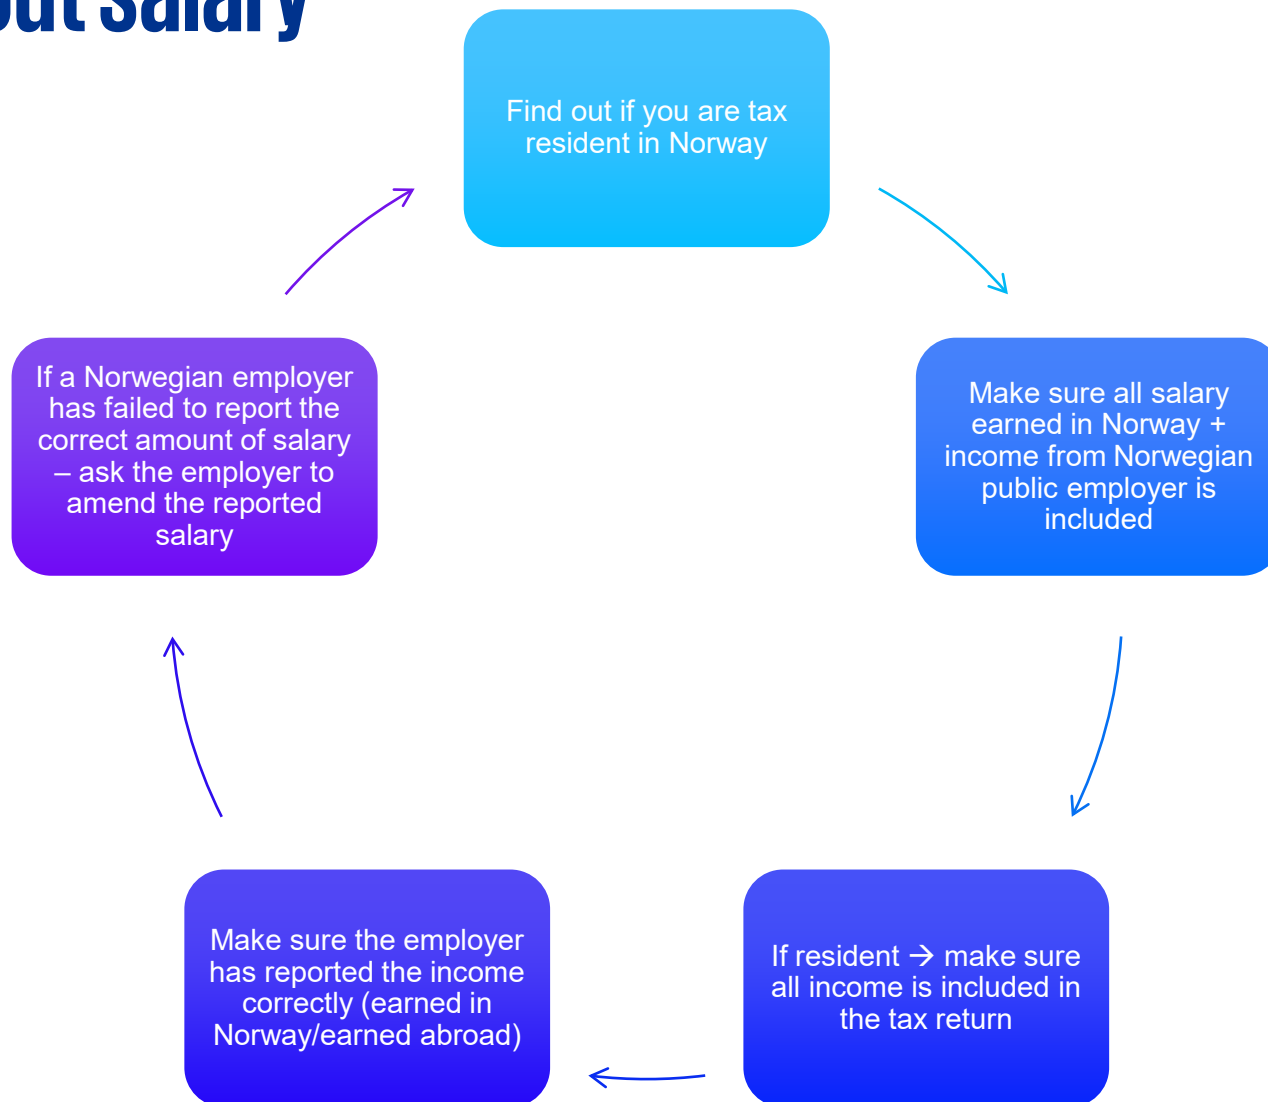 out Salary
Find out if you are tax
resident in Norway
Make sure all salary
earned in Norway +
income from Norwegian
public employer is
included
If resident → make sure
all income is included in
the tax return
Make sure the employer
has reported the income
correctly (earned in
Norway/earned abroad)
If a Norwegian employer
has failed to report the
correct amount of salary
– ask the employer to
amend the reported
salary